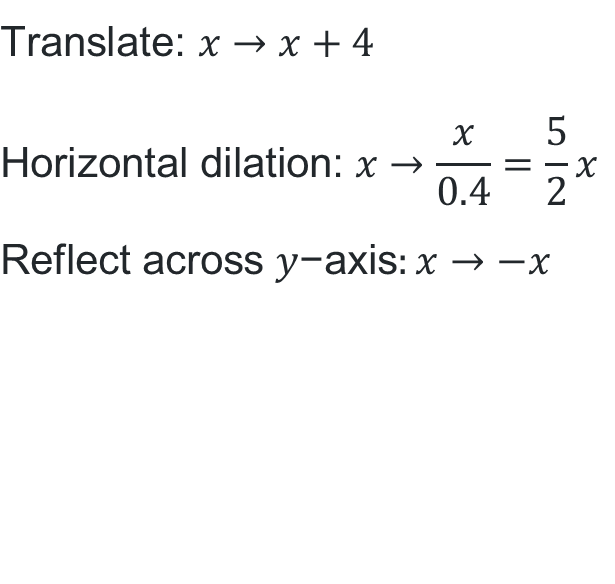 Translate: x → x + 4
Horizontal dilation: x → x/0.4 = 5/2 x
Reflect across y−axis: x → −x